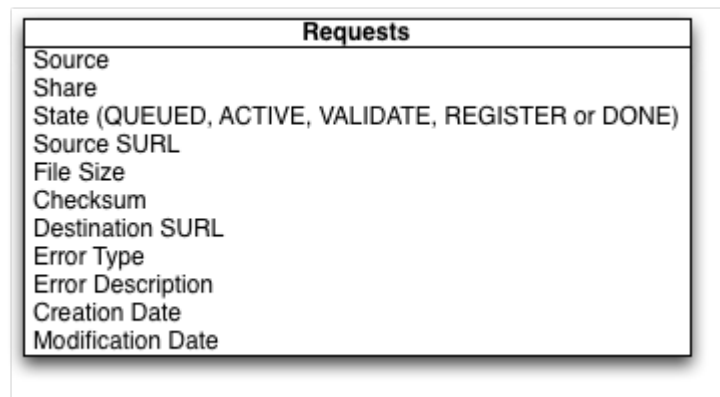 Requests
Source
Share
State (QUEUED, ACTIVE, VALIDATE, REGISTER or DONE)
Source SURL
File Size
Checksum
Destination SURL
Error Type
Error Description
Creation Date
Modification Date